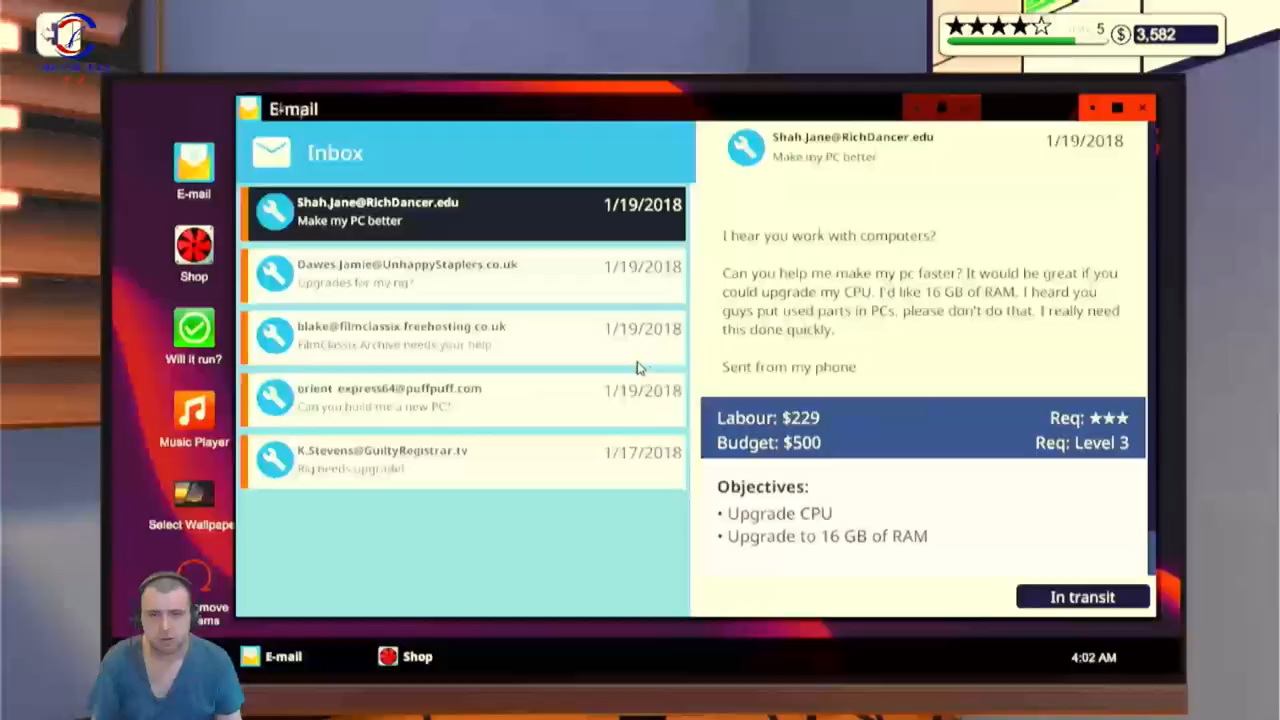 5
$ 3,582
E-mail
Inbox
Shah.Jane@RichDancer.edu
1/19/2018
Make my PC better
Dawes.Jamie@UnhappyStaplers.co.uk
1/19/2018
Upgrades for my rig?
blake@filmclassix.freehosting.co.uk
1/19/2018
FilmClassix Archive needs your help
orient_express64@puffpuff.com
1/19/2018
Can you build me a new PC?
K.Stevens@GuiltyRegistrar.tv
1/17/2018
Rig needs upgrade!
Shah.Jane@RichDancer.edu
1/19/2018
Make my PC better
I hear you work with computers?
Can you help me make my pc faster? It would be great if you
could upgrade my CPU. I'd like 16 GB of RAM. I heard you
guys put used parts in PCs, please don't do that. I really need
this done quickly.
Sent from my phone
Labour: $229
Req: ★★★
Budget: $500
Req: Level 3
Objectives:
• Upgrade CPU
• Upgrade to 16 GB of RAM
In transit
E-mail
Shop
Will it run?
Music Player
Select Wallpape
E-mail
Shop
4:02 AM